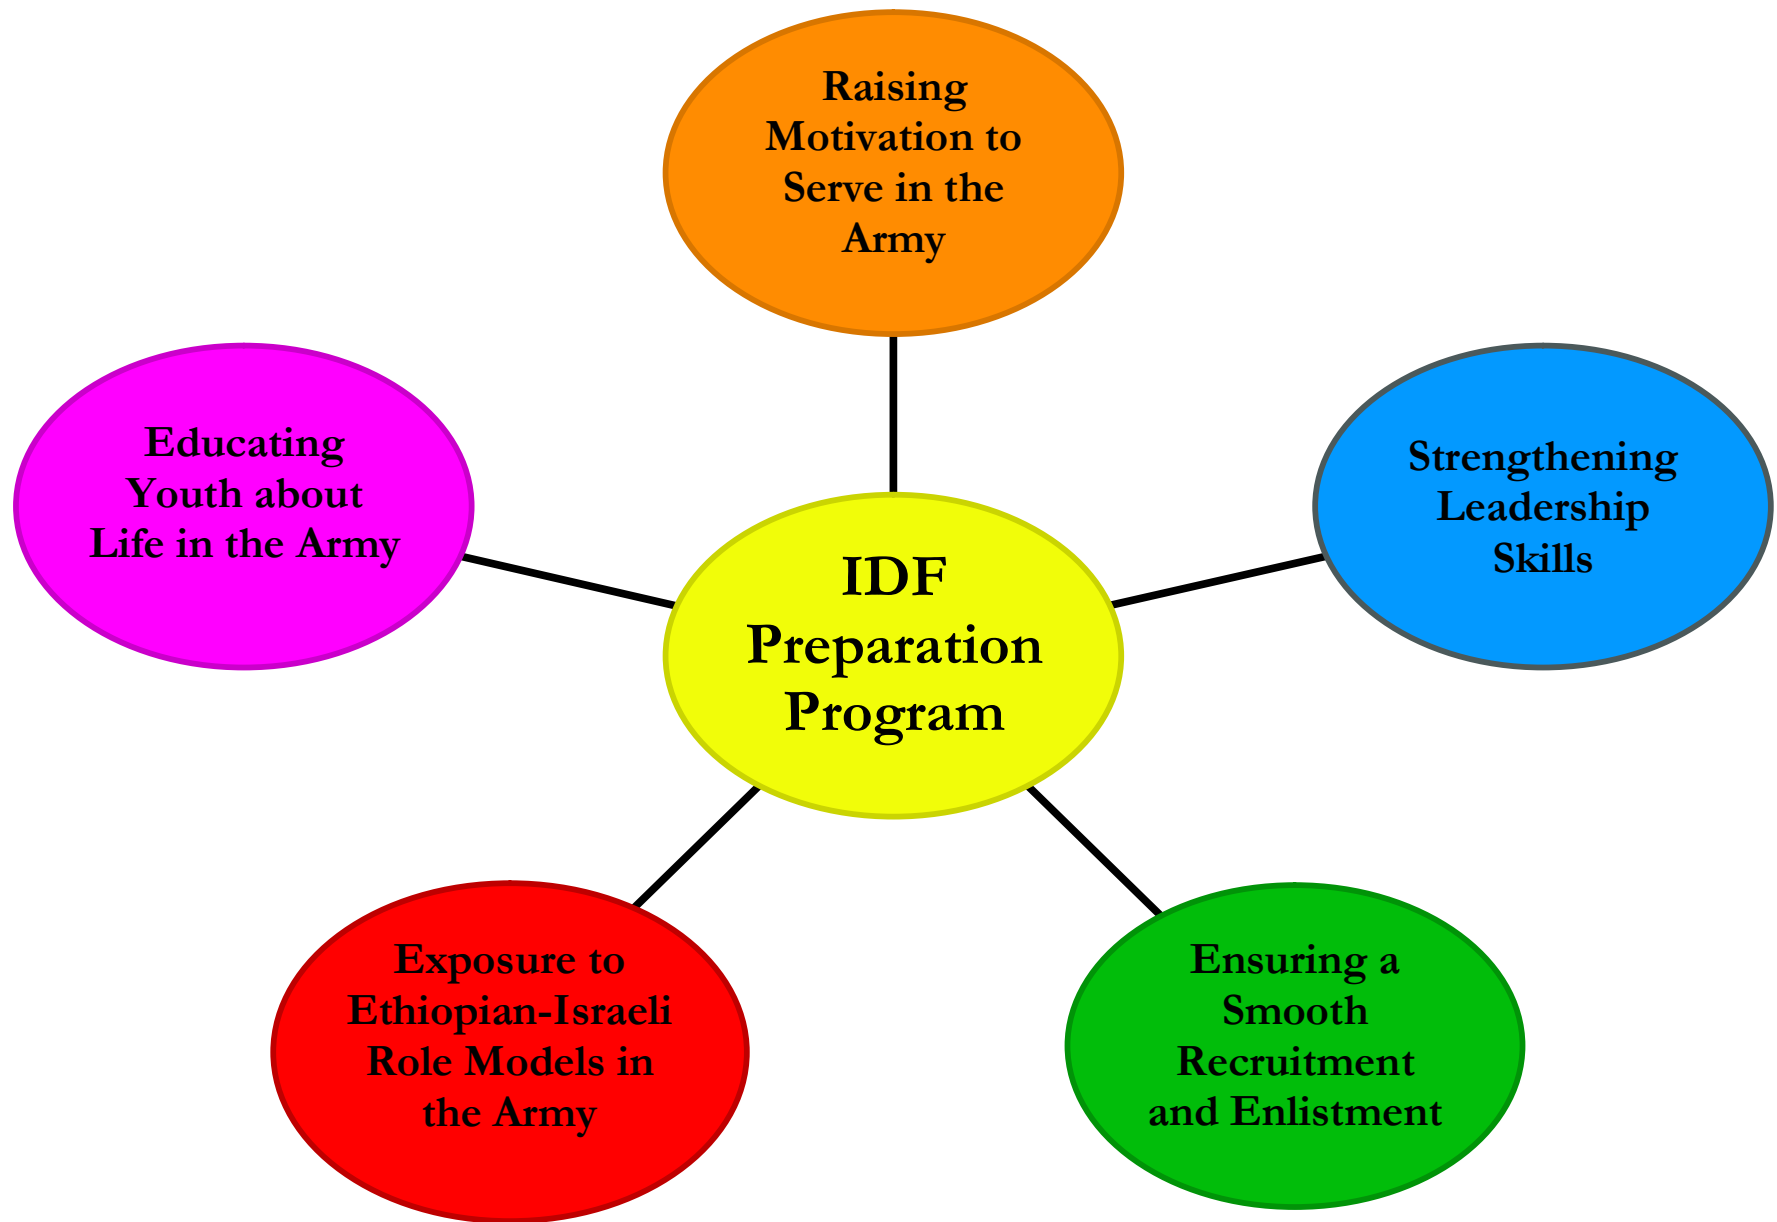 Raising
Motivation to
Serve in the
Army
Educating
Youth about
Life in the Army
Strengthening
Leadership
Skills
IDF
Preparation
Program
Exposure to
Ethiopian-Israeli
Role Models in
the Army
Ensuring a
Smooth
Recruitment
and Enlistment